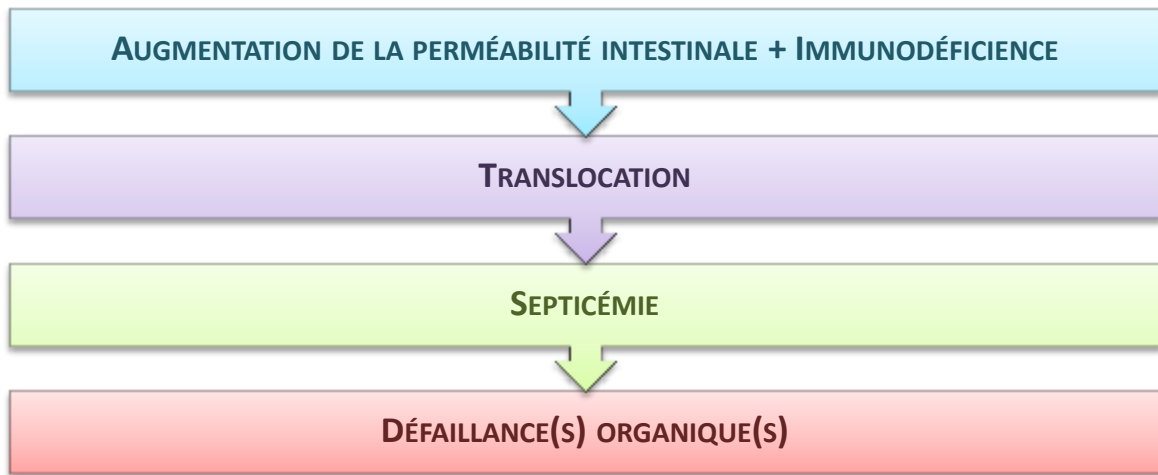 AUGMENTATION DE LA PERMÉABILITÉ INTESTINALE + IMMUNODÉFICIENCE
TRANSLOCATION
SEPTICÉMIE
DÉFAILLANCE(S) ORGANIQUE(S)